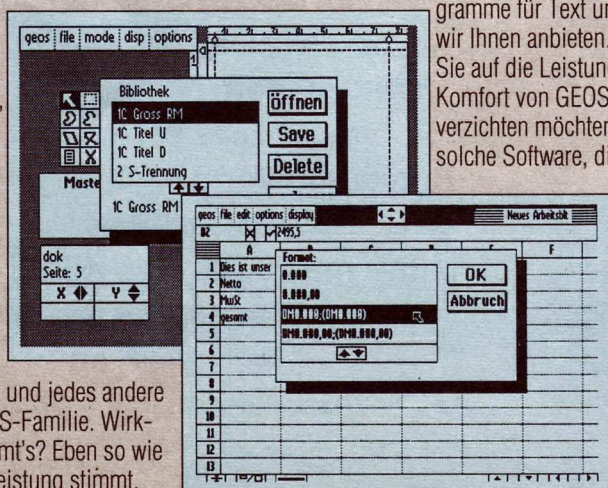 gramme für Text un
wir Ihnen anbieten.
Sie auf die Leistun
Komfort von GEOS
verzichten möchten
solche Software, di
geos file mode disp options
Bibliothek
1C Gross RM
1C Titel U
1C Titel D
2 S-Trennung
1C Gross RM
Öffnen
Save
Delete
Maste
dok
Seite: 5
X Y
geos file edit options display
Neues Arbeitsblt
B2 2495,5
A
F
1 Dies ist unser
2 Netto
3 MwSt
4 gesamt
5
6
7
8
9
10
11
12
13
Format:
0.000
0.000,00
DM0.000;(DM0.000)
DM0.000,00;(DM0.000,00)
OK
Abbruch
und jedes andere
S-Familie. Wirk-
mt's? Eben so wie
eistung stimmt.